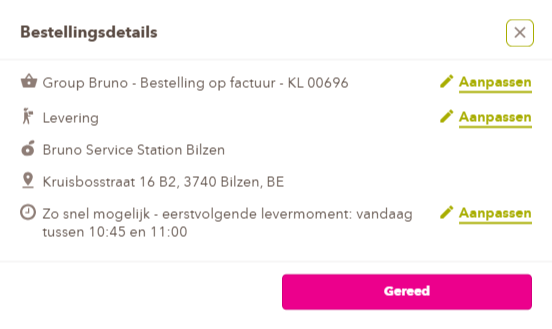 Bestellingsdetails
Group Bruno - Bestelling op factuur - KL 00696
Aanpassen
Levering
Aanpassen
Bruno Service Station Bilzen
Kruisbosstraat 16 B2, 3740 Bilzen, BE
Zo snel mogelijk - eerstvolgende levermoment: vandaag
tussen 10:45 en 11:00
Aanpassen
Gereed